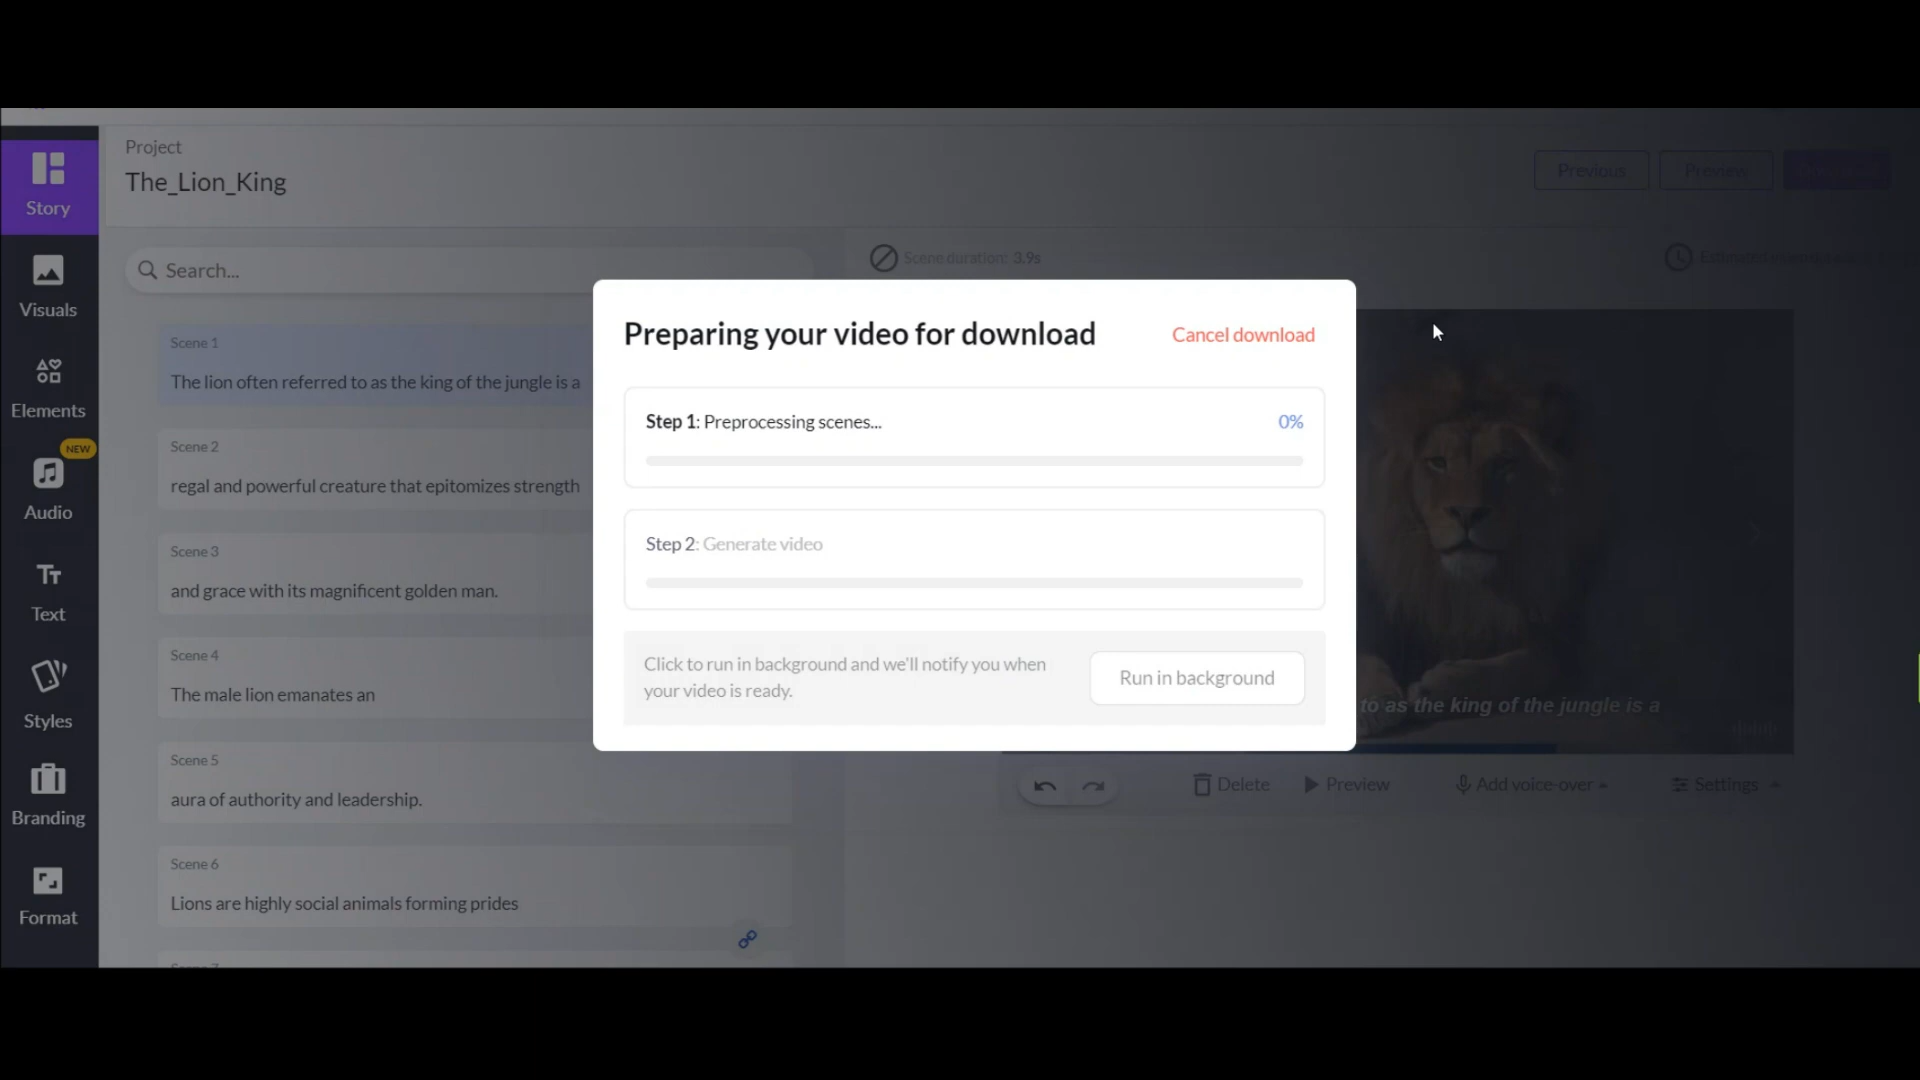 Project
The_Lion_King
Previous
Preview
Story
Visuals
Elements
NEW
Audio
Text
Styles
Branding
Format
Search...
Scene 1
The lion often referred to as the king of the jungle is a
Scene 2
regal and powerful creature that epitomizes strength
Scene 3
and grace with its magnificent golden man.
Scene 4
The male lion emanates an
Scene 5
aura of authority and leadership.
Scene 6
Lions are highly social animals forming prides
Scene duration: 3.9s
Estimated
Preparing your video for download
Cancel download
Step 1: Preprocessing scenes...
0%
Step 2: Generate video
Click to run in background and we'll notify you when
your video is ready.
Run in background
to as the king of the jungle is a
Delete
Preview
Add voice-over
Settings